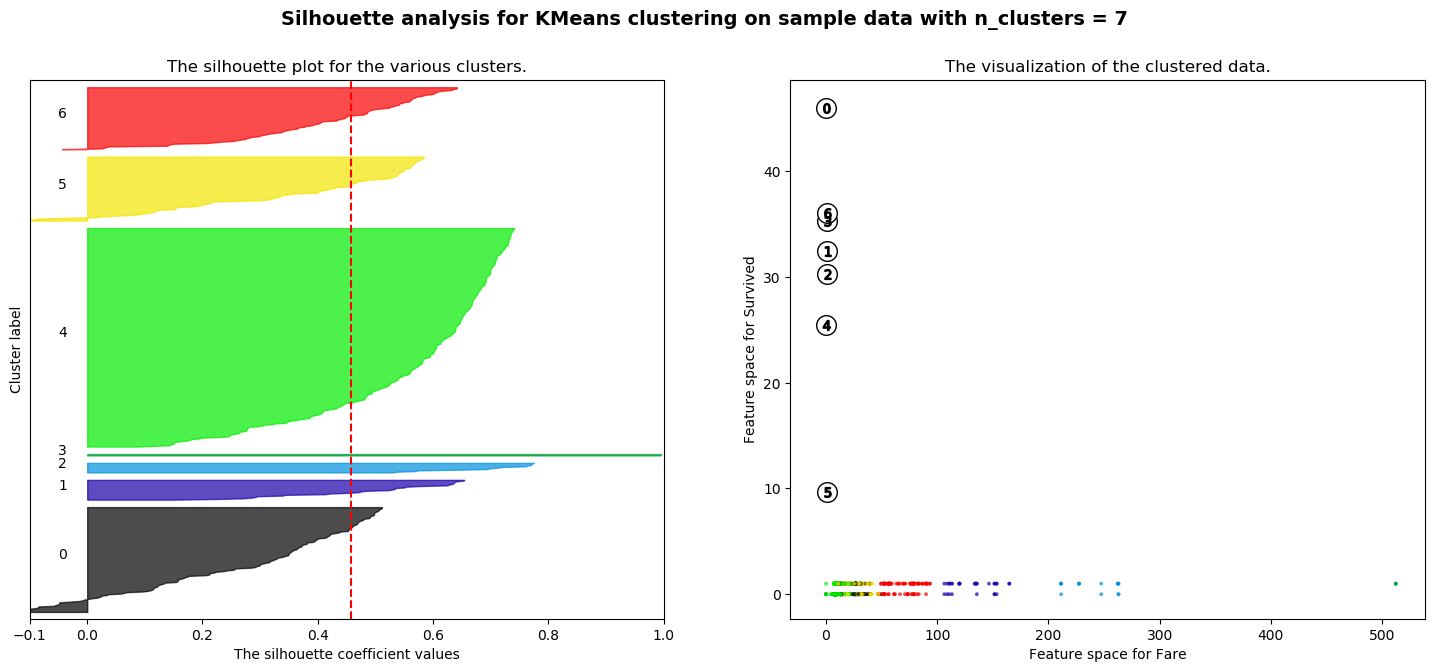 Silhouette analysis for KMeans clustering on sample data with n_clusters = 7
The silhouette plot for the various clusters.
Cluster label
6
5
4
3
2
1
0
−0.1 0.0 0.2 0.4 0.6 0.8 1.0
The silhouette coefficient values
The visualization of the clustered data.
Feature space for Survived
40
30
20
10
0
0
6
3
1
2
4
5
0 100 200 300 400 500
Feature space for Fare